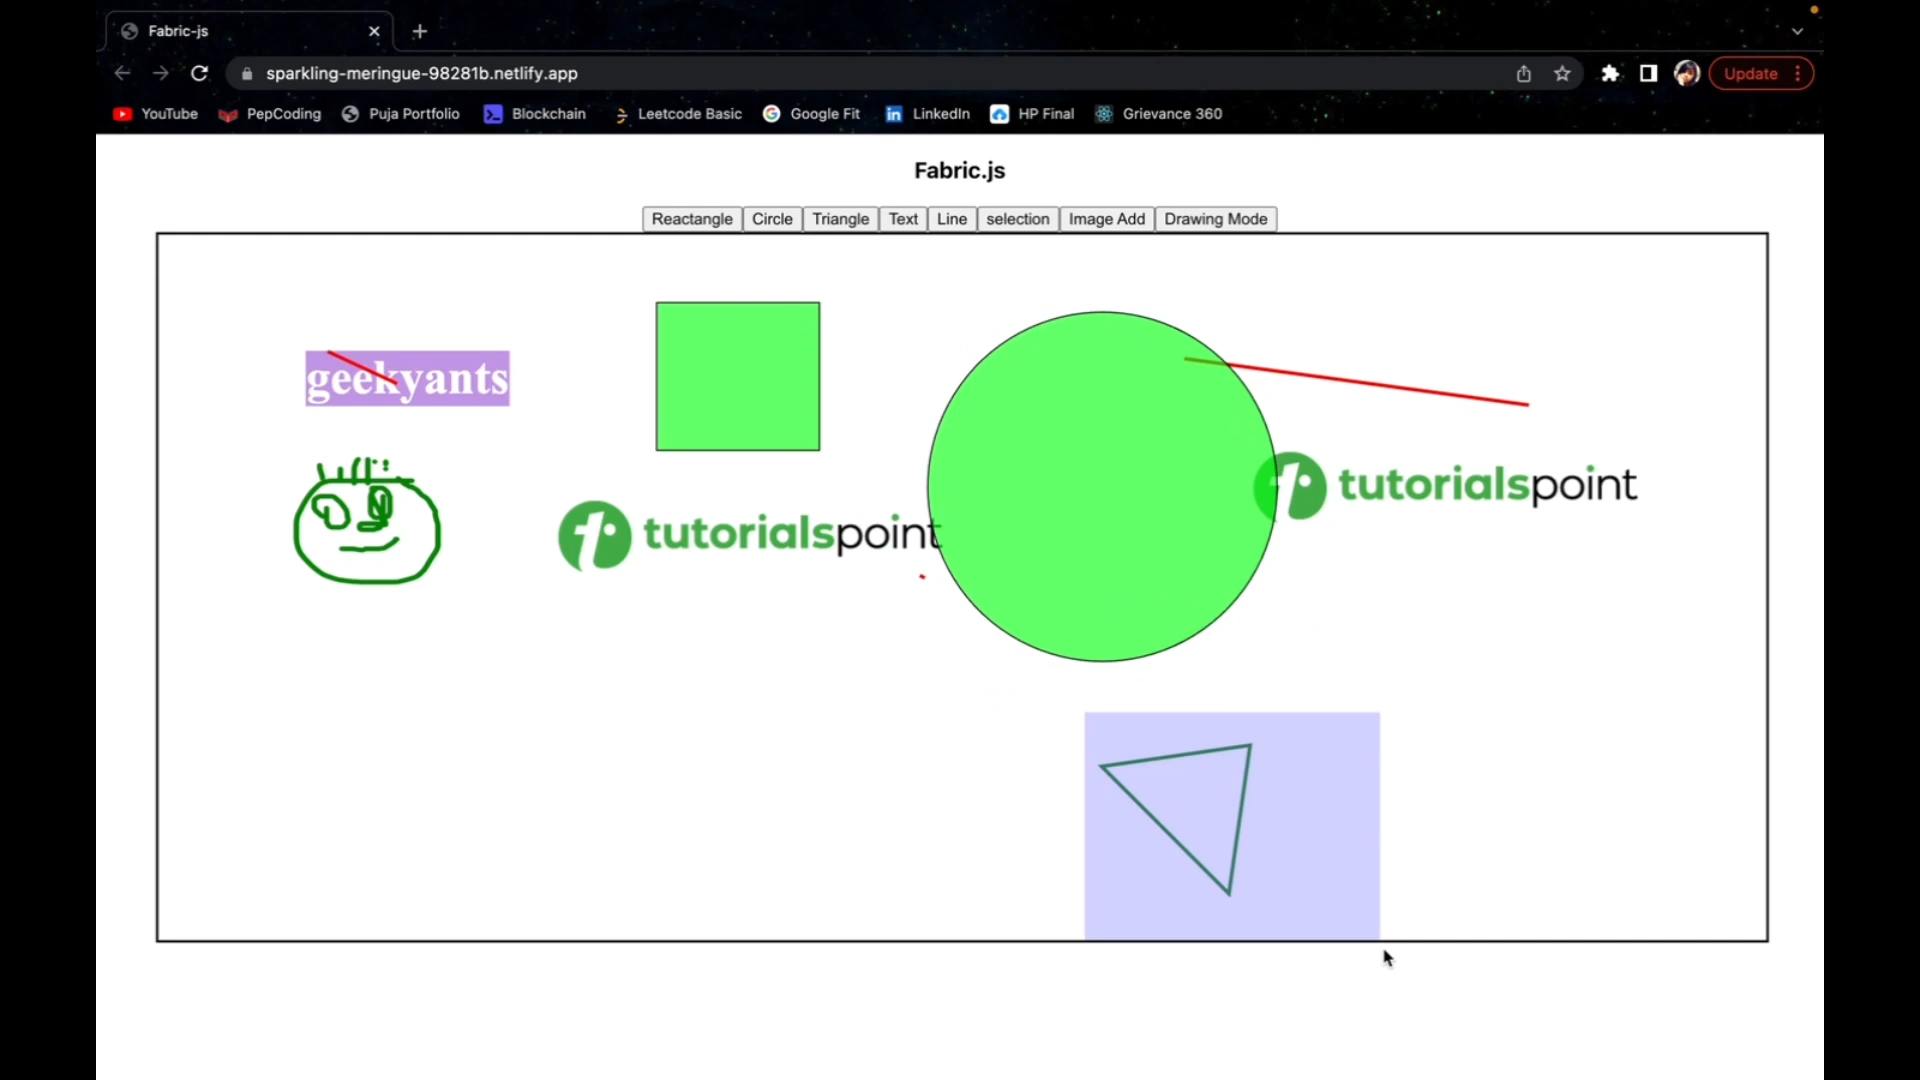 Fabric-js
sparkling-meringue-98281b.netlify.app
Update
YouTube PepCoding Puja Portfolio Blockchain Leetcode Basic Google Fit LinkedIn HP Final Grievance 360
Fabric.js
Reactangle Circle Triangle Text Line selection Image Add Drawing Mode
geekyants
tutorialspoint
tutorialspoint